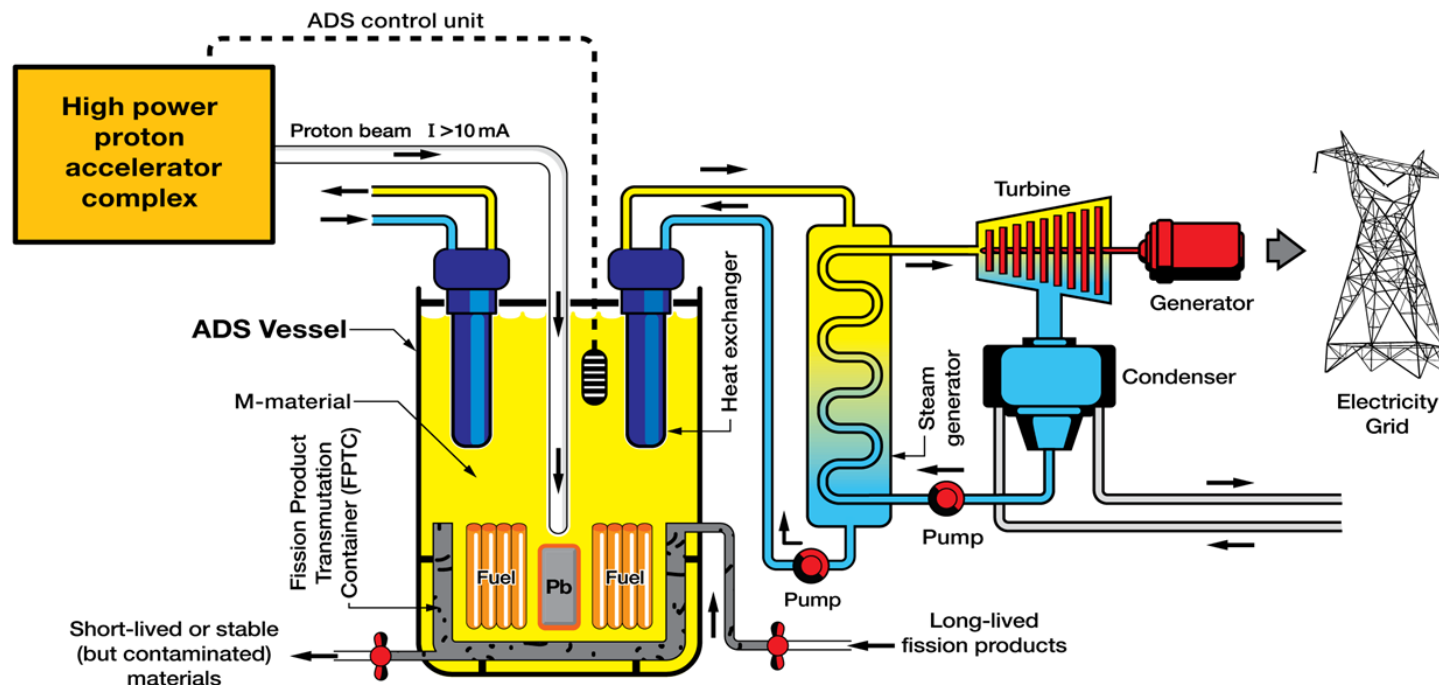 ADS control unit
High power
proton
accelerator
complex
Proton beam I >10 mA
Turbine
Generator
ADS Vessel
Heat exchanger
Condenser
M-material
Steam
generator
Electricity
Grid
Fission Product
Transmutation
Container (FPTC)
Pump
Fuel
Pb
Fuel
Pump
Short-lived or stable
(but contaminated)
materials
Long-lived
fission products